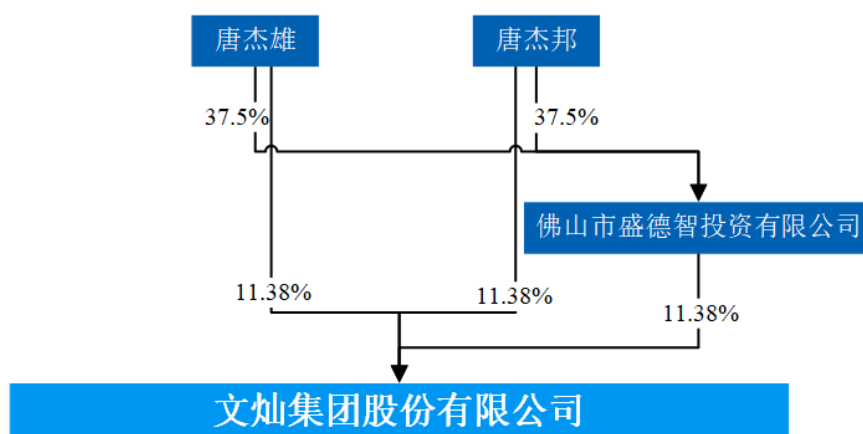 唐杰雄
唐杰邦
37.5%
37.5%
佛山市盛德智投资有限公司
11.38%
11.38%
11.38%
文灿集团股份有限公司